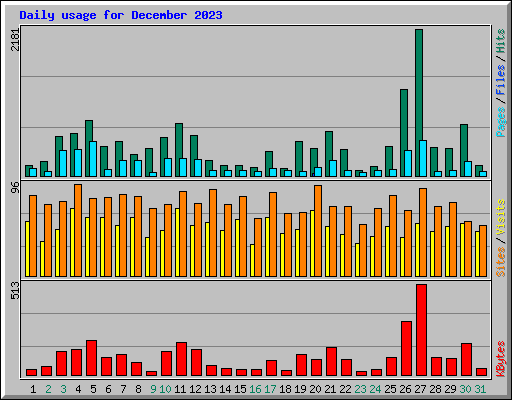 Daily usage for December 2023
2181
Pages / Files / Hits
96
Sites / Visits
513
KBytes
1 2 3 4 5 6 7 8 9 10 11 12 13 14 15 16 17 18 19 20 21 22 23 24 25 26 27 28 29 30 31